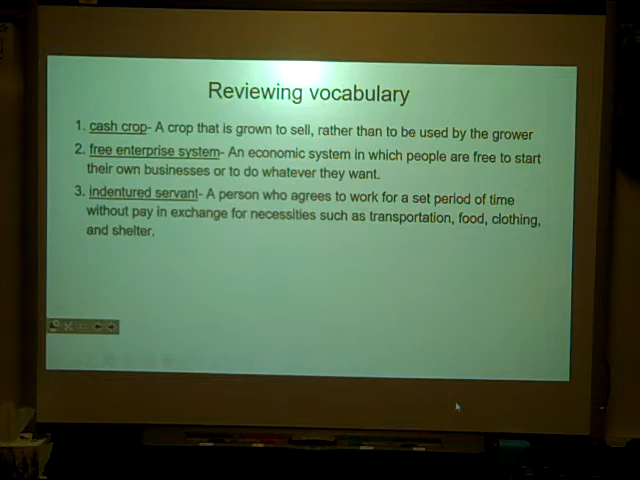 Reviewing vocabulary
1. cash crop- A crop that is grown to sell, rather than to be used by the grower
2. free enterprise system- An economic system in which people are free to start
their own businesses or to do whatever they want.
3. indentured servant- A person who agrees to work for a set period of time
without pay in exchange for necessities such as transportation, food, clothing,
and shelter.